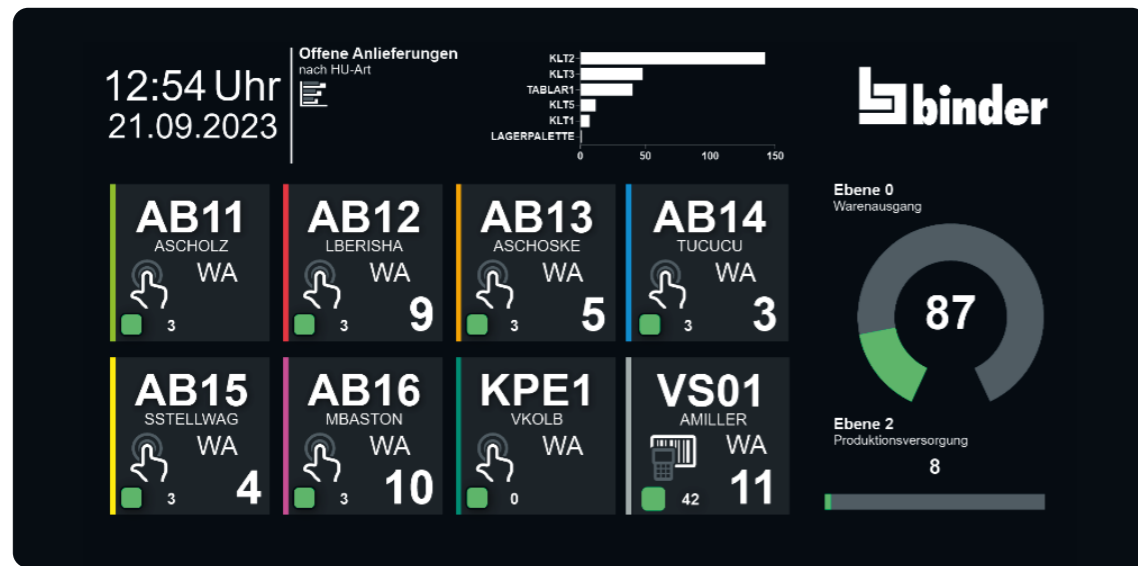 12:54 Uhr
21.09.2023
Offene Anlieferungen
nach HU-Art
KLT2
KLT3
TABLAR1
KLT5
KLT1
LAGERPALETTE
0 50 100 150
binder
AB11
ASCHOLZ
WA
3
AB12
LBERISHA
WA
3 9
AB13
ASCHOSKE
WA
3 5
AB14
TUCUCU
WA
3 3
Ebene 0
Warenausgang
87
AB15
SSTELLWAG
WA
3 4
AB16
MBASTON
WA
3 10
KPE1
VKOLB
WA
0
VS01
AMILLER
WA
42 11
Ebene 2
Produktionsversorgung
8